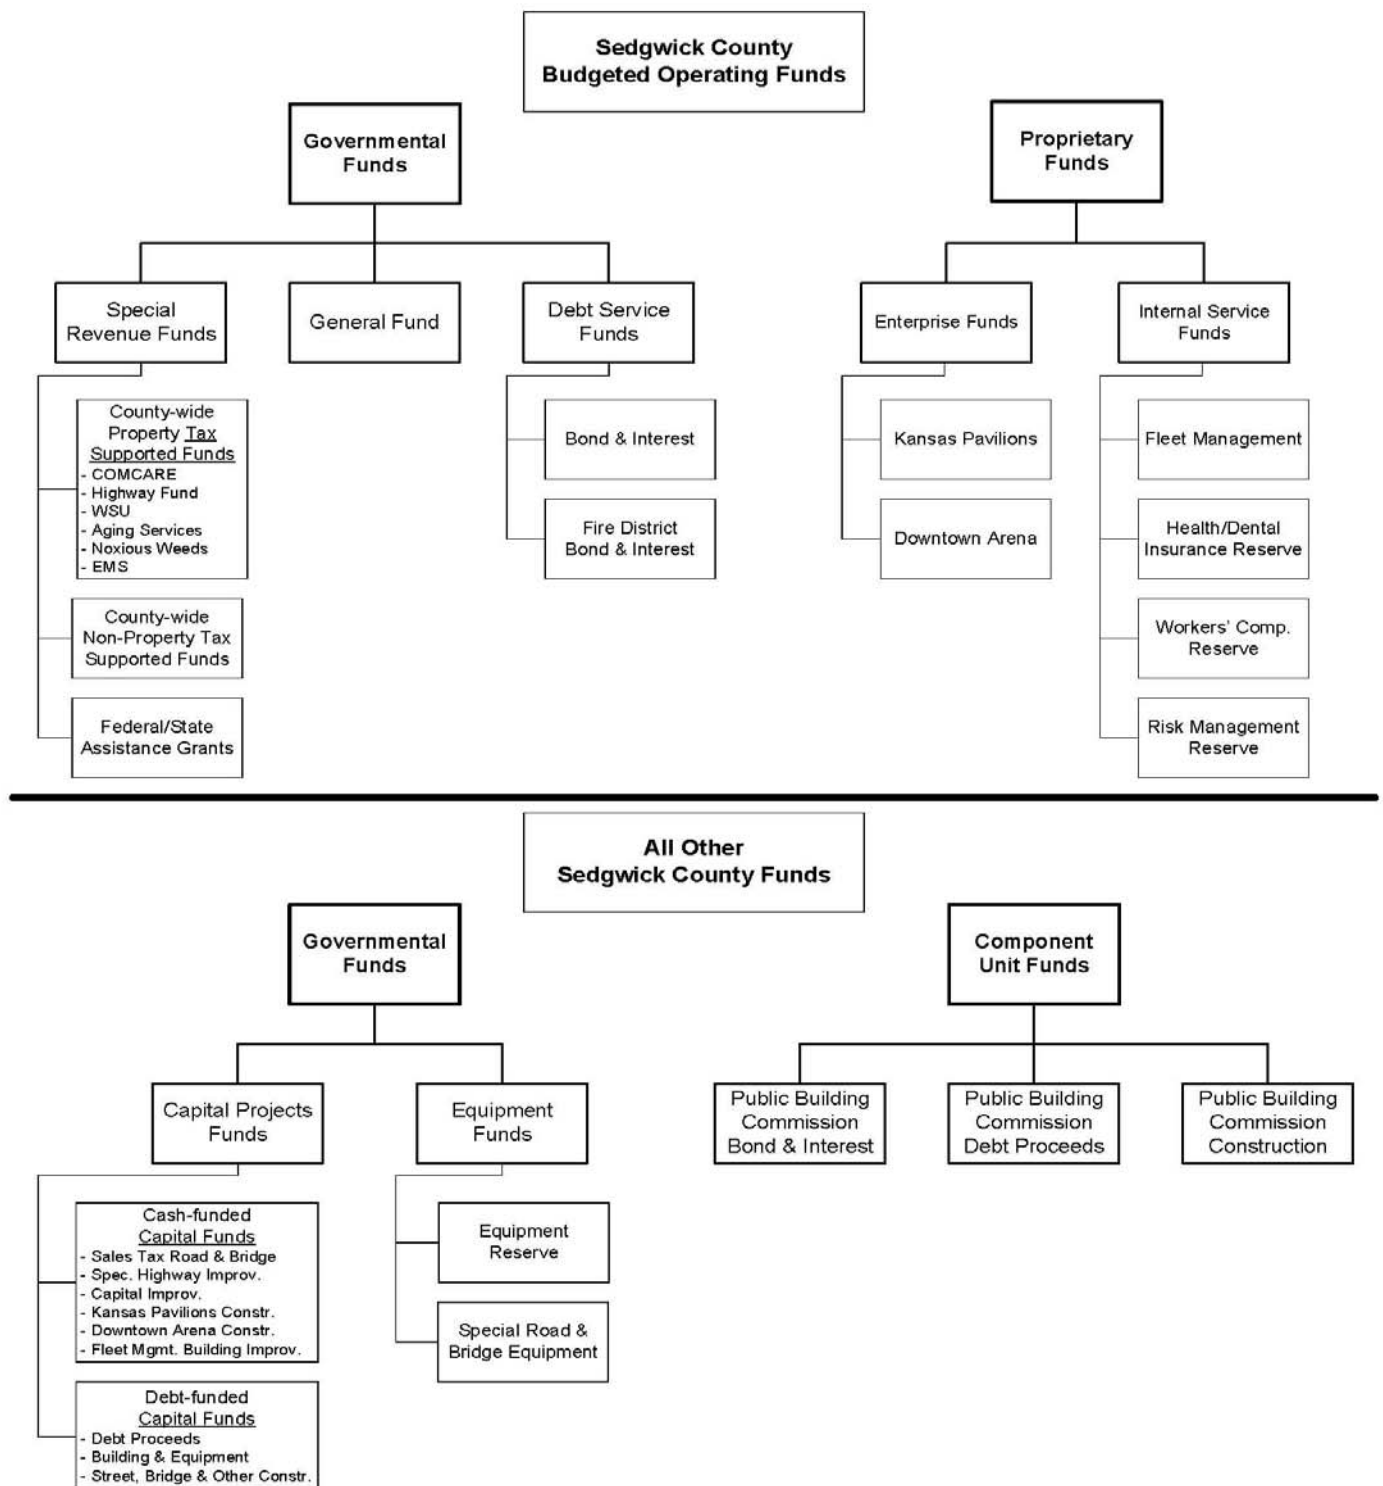 Sedgwick County
Budgeted Operating Funds
Governmental
Funds
Proprietary
Funds
Special
Revenue Funds
General Fund
Debt Service
Funds
Enterprise Funds
Internal Service
Funds
County-wide
Property Tax
Supported Funds
- COMCARE
- Highway Fund
- WSU
- Aging Services
- Noxious Weeds
- EMS
County-wide
Non-Property Tax
Supported Funds
Federal/State
Assistance Grants
Bond & Interest
Fire District
Bond & Interest
Kansas Pavilions
Downtown Arena
Fleet Management
Health/Dental
Insurance Reserve
Workers' Comp.
Reserve
Risk Management
Reserve
All Other
Sedgwick County Funds
Governmental
Funds
Component
Unit Funds
Capital Projects
Funds
Equipment
Funds
Public Building
Commission
Bond & Interest
Public Building
Commission
Debt Proceeds
Public Building
Commission
Construction
Cash-funded
Capital Funds
- Sales Tax Road & Bridge
- Spec. Highway Improv.
- Capital Improv.
- Kansas Pavilions Constr.
- Downtown Arena Constr.
- Fleet Mgmt. Building Improv.
Debt-funded
Capital Funds
- Debt Proceeds
- Building & Equipment
- Street, Bridge & Other Constr.
Equipment
Reserve
Special Road &
Bridge Equipment